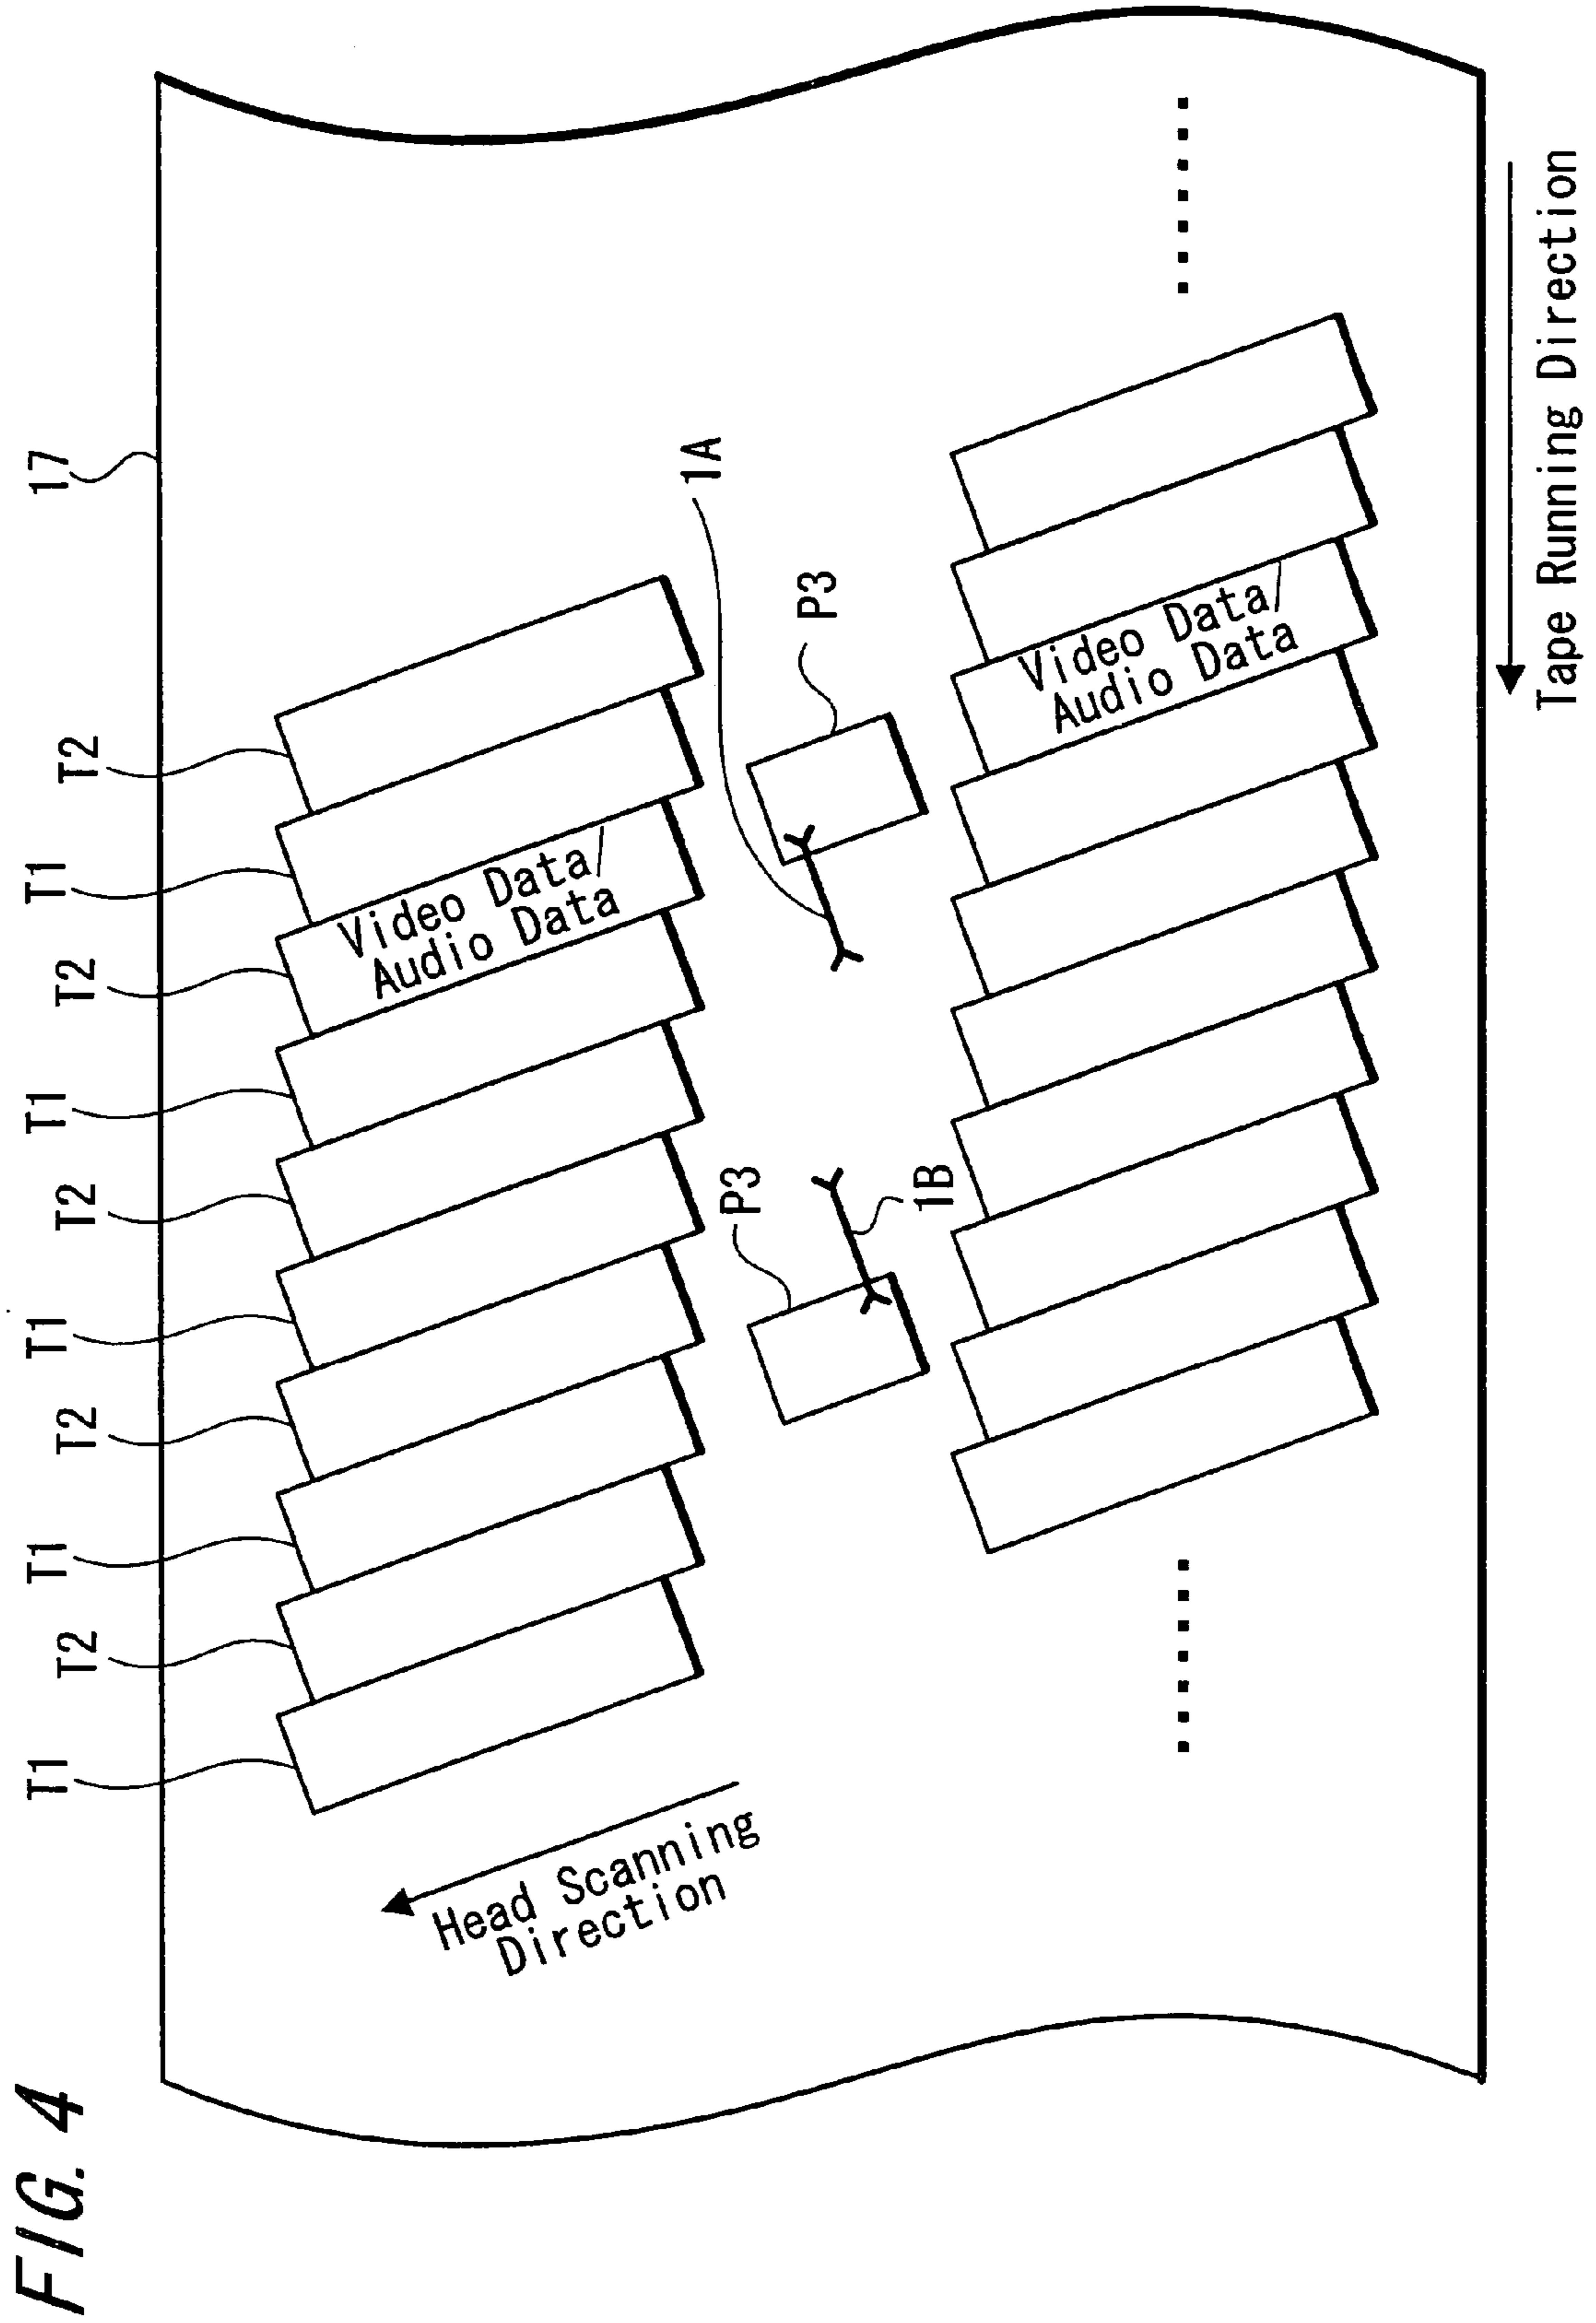 FIG. 4
T1 T2 T1 T2 T1 T2 T1 T2 T1 T2 17
Video Data/
Audio Data
Head Scanning
Direction
1A
P3
P3
1B
Video Data/
Audio Data
Tape Running Direction